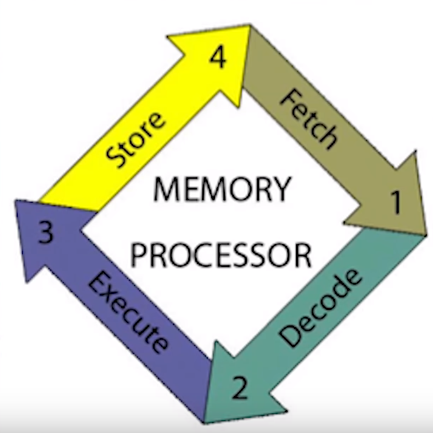 4
Store
Fetch
MEMORY
1
3
PROCESSOR
Execute
Decode
2